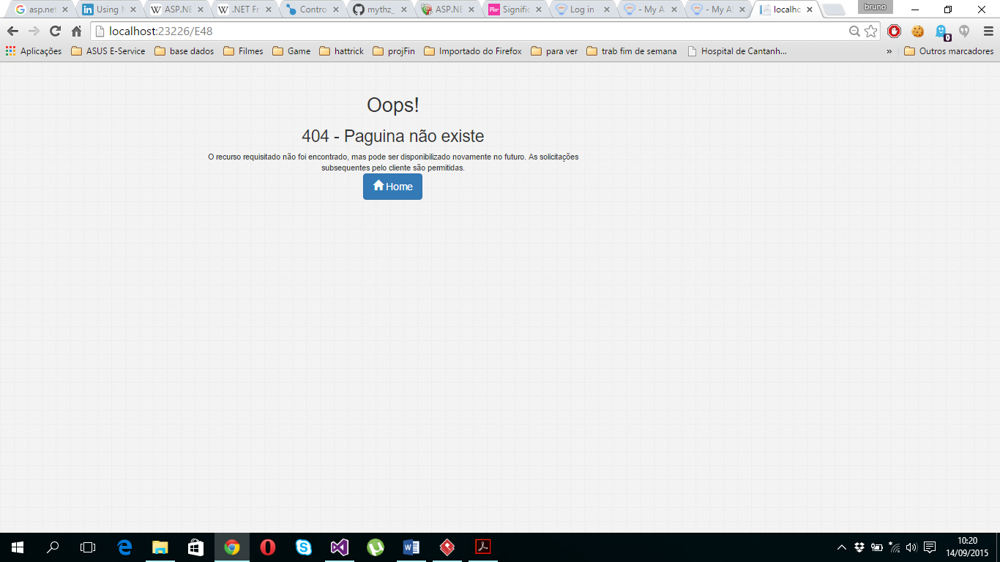 asp.net
Using M
ASP.NE
.NET Fr
Contro
mythz_
ASP.NE
Signific
Log in
- My A
- My A
localhc
bruno
localhost:23226/E48
0
Aplicações
ASUS E-Service
base dados
Filmes
Game
hattrick
projFin
Importado do Firefox
para ver
trab fim de semana
Hospital de Cantanh...
»
Outros marcadores
Oops!
404 - Paguina não existe
O recurso requisitado não foi encontrado, mas pode ser disponibilizado novamente no futuro. As solicitações
subsequentes pelo cliente são permitidas.
Home
10:20
14/09/2015